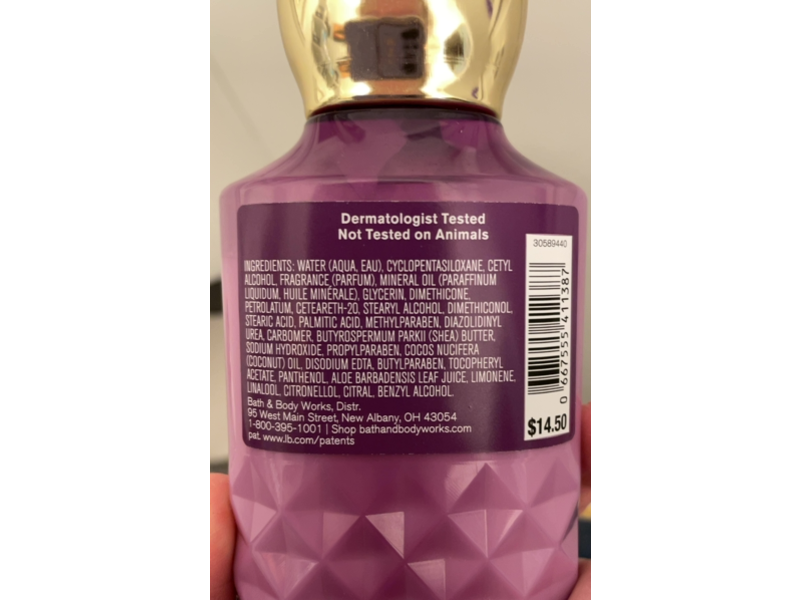 Dermatologist Tested
Not Tested on Animals
INGREDIENTS: WATER (AQUA, EAU), CYCLOPENTASILOXANE, CETYL
ALCOHOL, FRAGRANCE (PARFUM), MINERAL OIL (PARAFFINUM
LIQUIDUM, HUILE MINÉRALE), GLYCERIN, DIMETHICONE,
PETROLATUM, CETEARETH-20, STEARYL ALCOHOL, DIMETHICONOL,
STEARIC ACID, PALMITIC ACID, METHYLPARABEN, DIAZOLIDINYL
UREA, CARBOMER, BUTYROSPERMUM PARKII (SHEA) BUTTER,
SODIUM HYDROXIDE, PROPYLPARABEN, COCOS NUCIFERA
(COCONUT) OIL, DISODIUM EDTA, BUTYLPARABEN, TOCOPHERYL
ACETATE, PANTHENOL, ALOE BARBADENSIS LEAF JUICE, LIMONENE,
LINALOOL, CITRONELLOL, CITRAL, BENZYL ALCOHOL.
Bath & Body Works, Distr.
95 West Main Street, New Albany, OH 43054
1-800-395-1001 | Shop bathandbodyworks.com
pat. www.lb.com/patents
30589440
0 667555 411387
$14.50